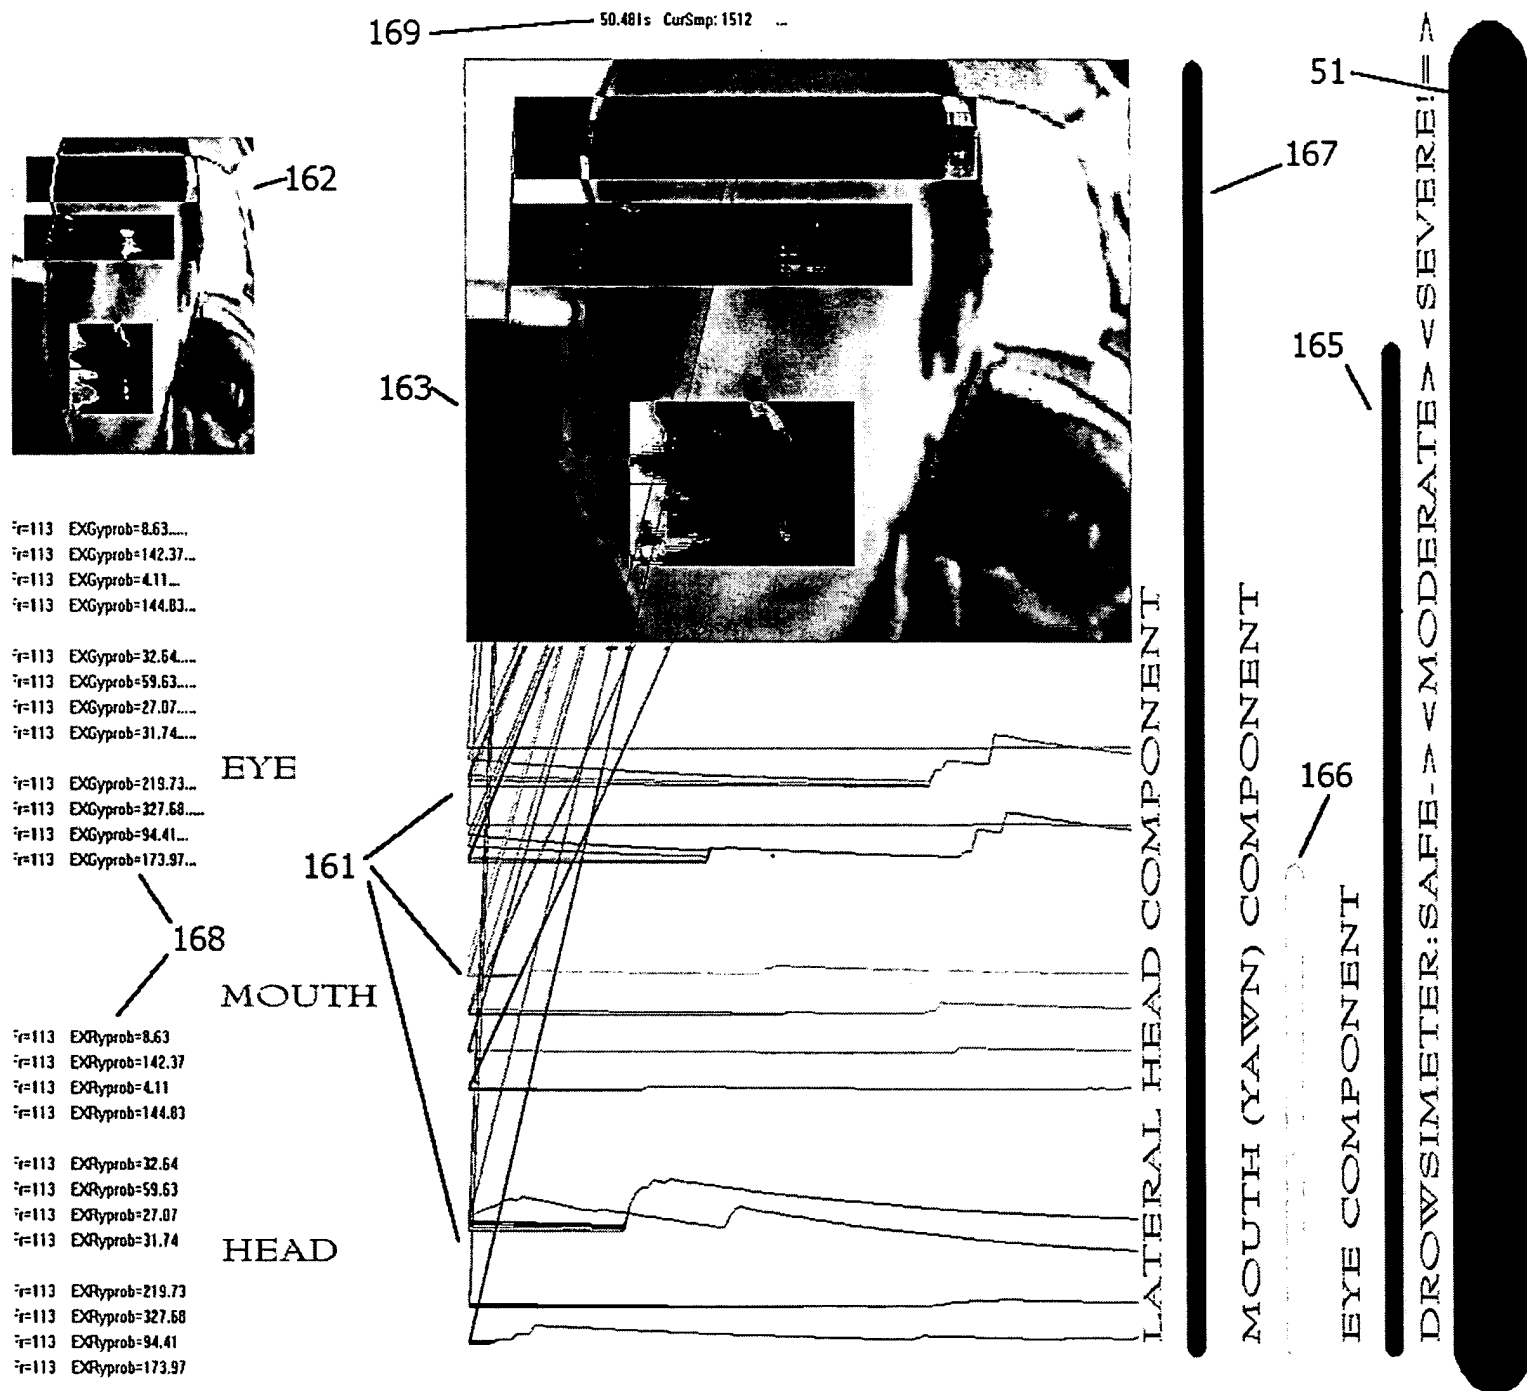 169
50.481s CurSmp: 1512 ...
51
167
162
165
163
Fr=113 EXGyprob=8.63.....
Fr=113 EXGyprob=142.37...
Fr=113 EXGyprob=4.11...
Fr=113 EXGyprob=144.83...
Fr=113 EXGyprob=32.64.....
Fr=113 EXGyprob=59.63.....
Fr=113 EXGyprob=27.07.....
Fr=113 EXGyprob=31.74.....
EYE
Fr=113 EXGyprob=219.73...
Fr=113 EXGyprob=327.68.....
Fr=113 EXGyprob=94.41...
Fr=113 EXGyprob=173.97...
166
161
168
MOUTH
Fr=113 EXRyprob=8.63
Fr=113 EXRyprob=142.37
Fr=113 EXRyprob=4.11
Fr=113 EXRyprob=144.83
Fr=113 EXRyprob=32.64
Fr=113 EXRyprob=59.63
Fr=113 EXRyprob=27.07
Fr=113 EXRyprob=31.74
HEAD
Fr=113 EXRyprob=219.73
Fr=113 EXRyprob=327.68
Fr=113 EXRyprob=94.41
Fr=113 EXRyprob=173.97
LATERAL HEAD COMPONENT
MOUTH (YAWN) COMPONENT
EYE COMPONENT
DROWSIMETER:SAFE-> <MODERATE> <SEVERE!==>